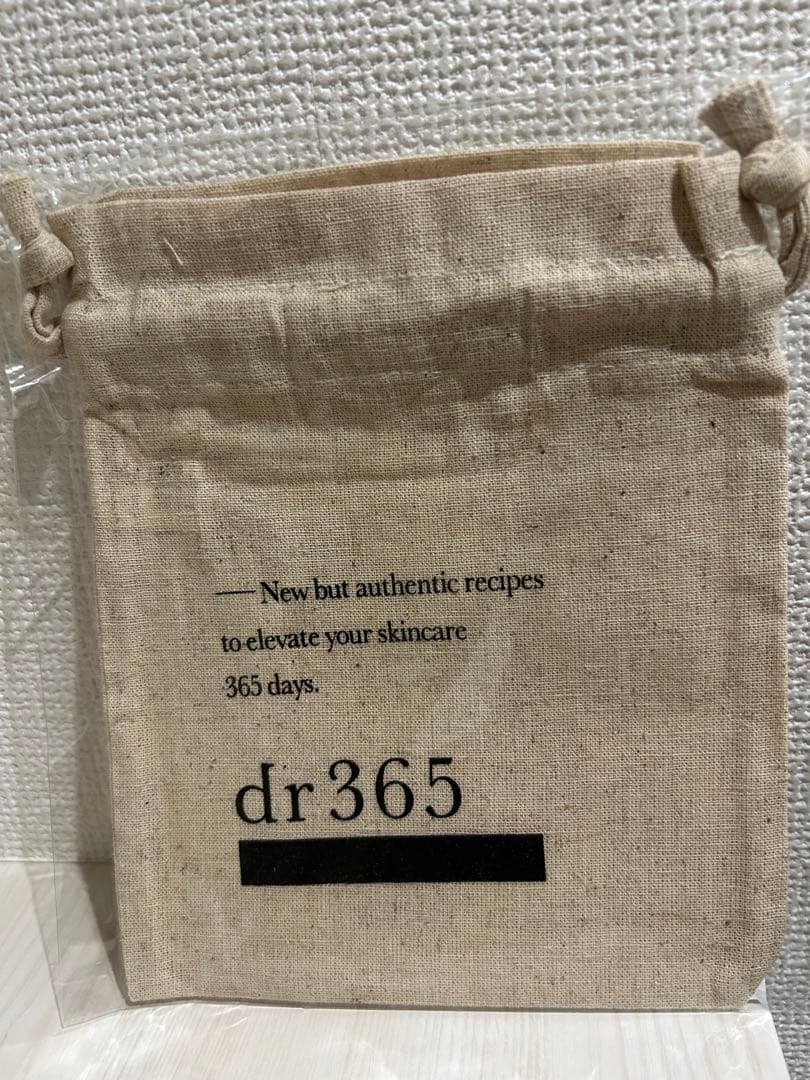 — New but authentic recipes
to elevate your skincare
365 days.
dr365